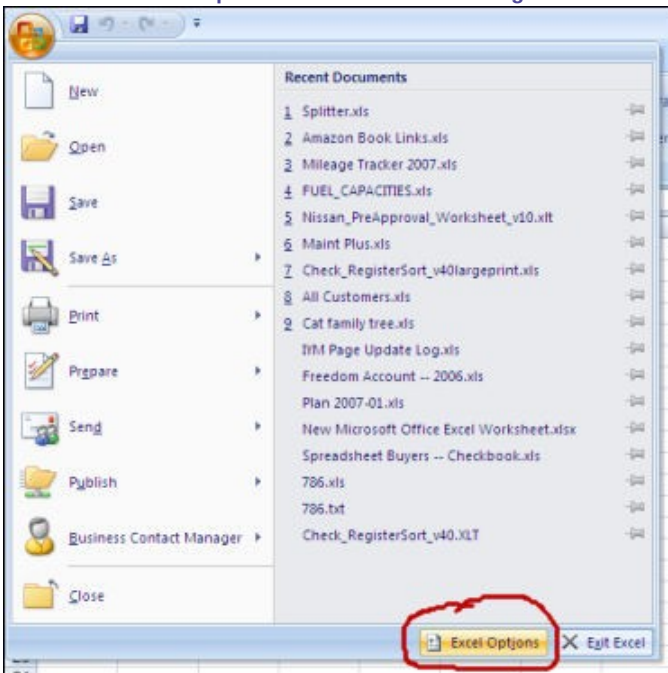 New
Open
Save
Save As
Print
Prepare
Send
Publish
Business Contact Manager
Close
Recent Documents
1 Splitter.xls
2 Amazon Book Links.xls
3 Mileage Tracker 2007.xls
4 FUEL_CAPACITIES.xls
5 Nissan_PreApproval_Worksheet_v10.xlt
6 Maint Plus.xls
7 Check_RegisterSort_v40largeprint.xls
8 All Customers.xls
9 Cat family tree.xls
IYM Page Update Log.xls
Freedom Account -- 2006.xls
Plan 2007-01.xls
New Microsoft Office Excel Worksheet.xlsx
Spreadsheet Buyers -- Checkbook.xls
786.xls
786.txt
Check_RegisterSort_v40.XLT
Excel Options
Exit Excel